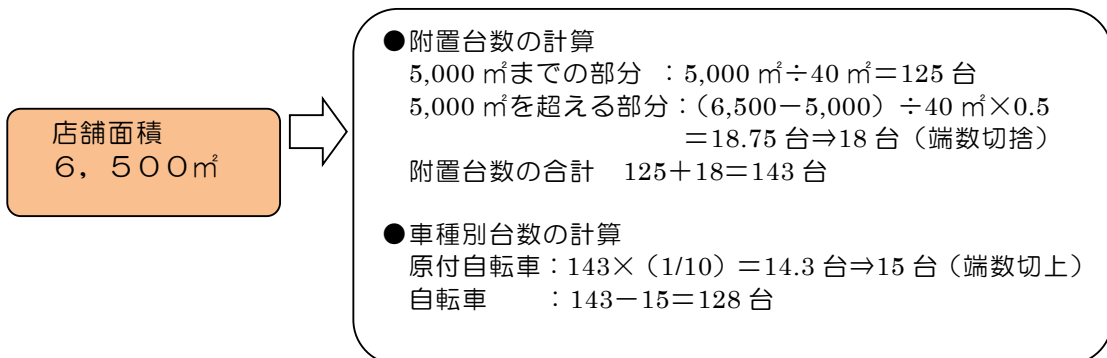 店舗面積
6，500㎡
●附置台数の計算
5,000 ㎡までの部分 ：5,000 ㎡÷40 ㎡＝125 台
5,000 ㎡を超える部分：（6,500－5,000）÷40 ㎡×0.5
＝18.75 台⇒18 台（端数切捨）
附置台数の合計 125＋18＝143 台
●車種別台数の計算
原付自転車：143×（1/10）＝14.3 台⇒15 台（端数切上）
自転車 ：143－15＝128 台